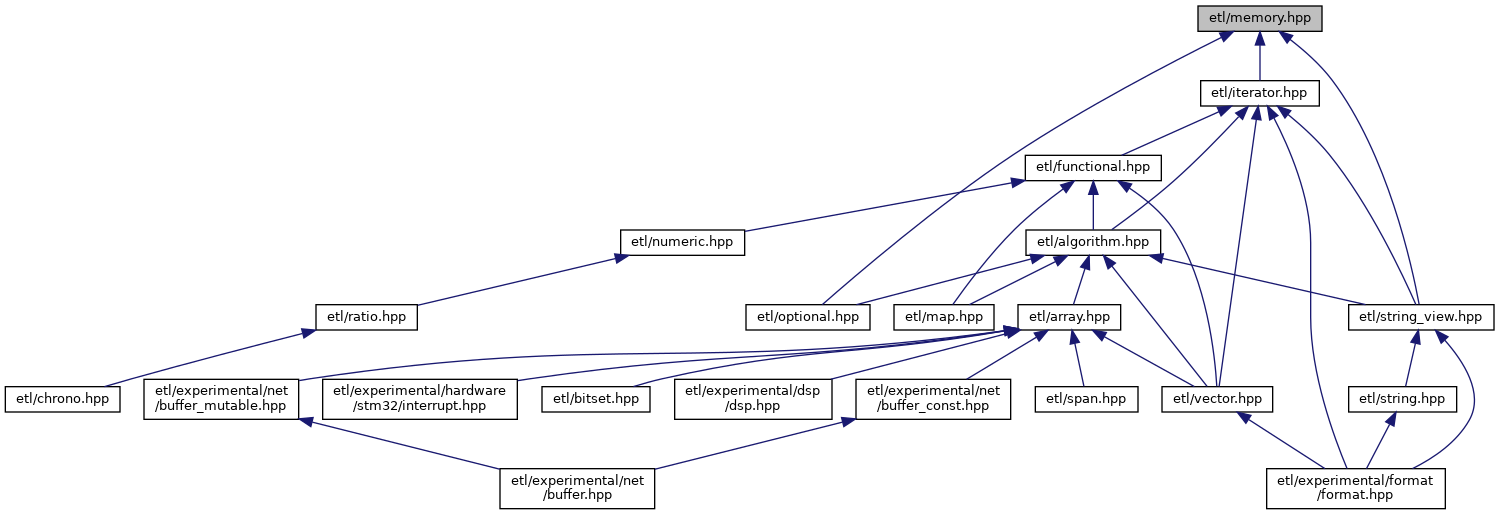 etl/memory.hpp
etl/iterator.hpp
etl/functional.hpp
etl/numeric.hpp
etl/algorithm.hpp
etl/ratio.hpp
etl/optional.hpp
etl/map.hpp
etl/array.hpp
etl/string_view.hpp
etl/chrono.hpp
etl/experimental/net
/buffer_mutable.hpp
etl/experimental/hardware
/stm32/interrupt.hpp
etl/bitset.hpp
etl/experimental/dsp
/dsp.hpp
etl/experimental/net
/buffer_const.hpp
etl/span.hpp
etl/vector.hpp
etl/string.hpp
etl/experimental/net
/buffer.hpp
etl/experimental/format
/format.hpp